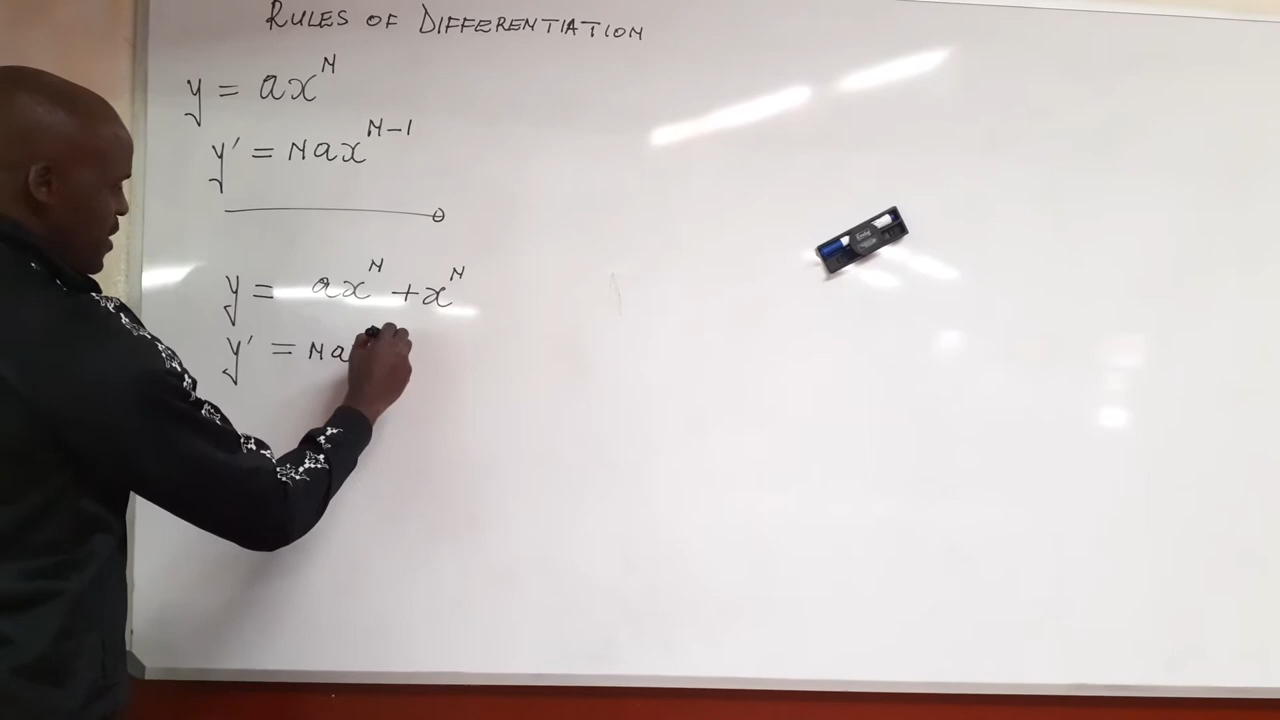 RULES OF DIFFERENTIATION
y = ax^N
y' = Nax^N-1
y = ax^N + x^N
y' = Na